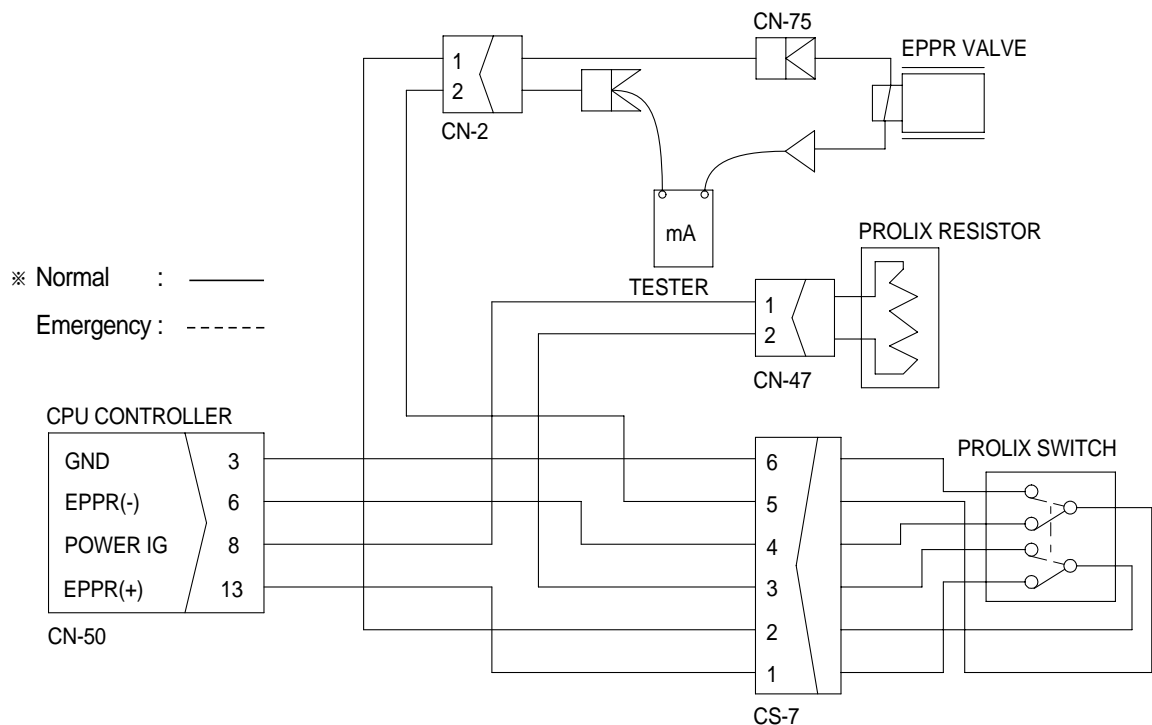 CN-75
EPPR VALVE
1
2
CN-2
mA
TESTER
PROLIX RESISTOR
1
2
CN-47
※ Normal :
Emergency :
CPU CONTROLLER
GND 3
EPPR(-) 6
POWER IG 8
EPPR(+) 13
CN-50
6
5
4
3
2
1
CS-7
PROLIX SWITCH